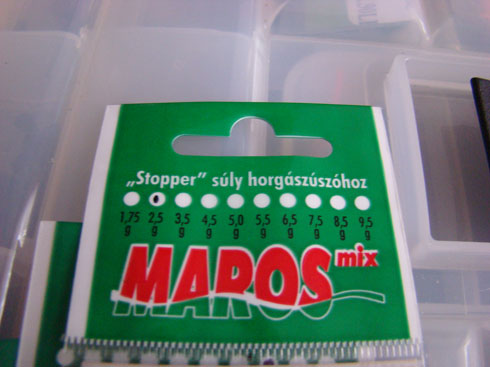 „Stopper” súly horgászúszóhoz
1,75 2,5 3,5 4,5 5,0 5,5 6,5 7,5 8,5 9,5
g g g g g g g g g g
MAROS mix